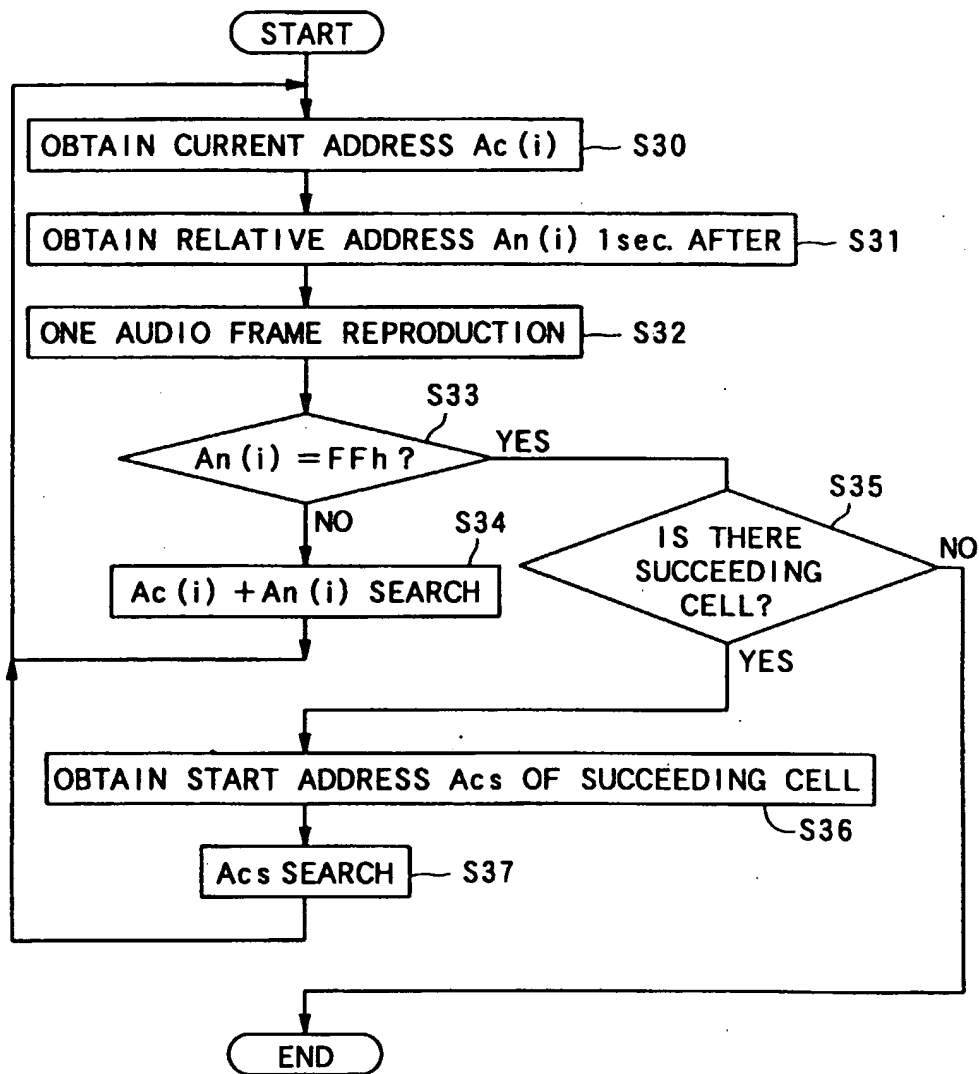 START
OBTAIN CURRENT ADDRESS Ac(i)
S30
OBTAIN RELATIVE ADDRESS An(i) 1sec. AFTER
S31
ONE AUDIO FRAME REPRODUCTION
S32
S33
An(i) =FFh?
YES
NO
S34
Ac(i) +An(i) SEARCH
S35
IS THERE
SUCCEEDING
CELL?
NO
YES
OBTAIN START ADDRESS Acs OF SUCCEEDING CELL
S36
Acs SEARCH
S37
END